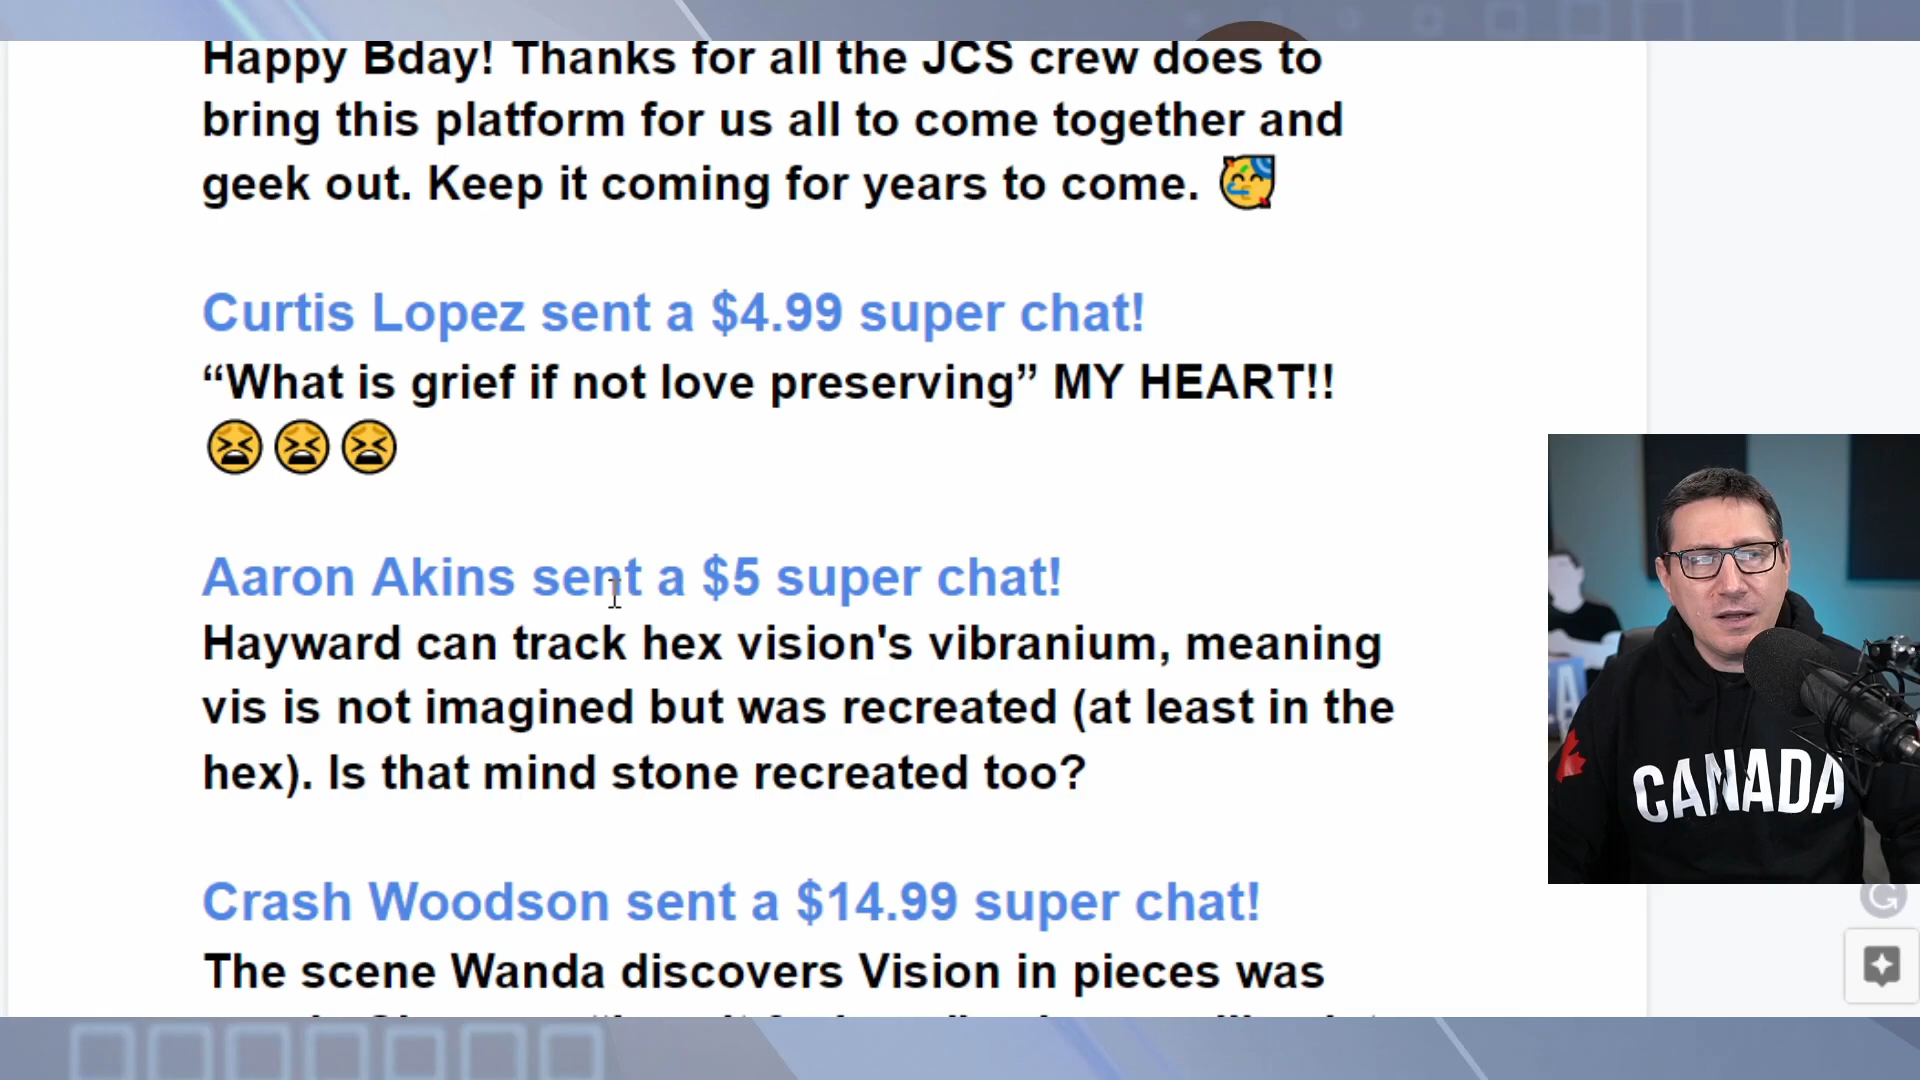 Happy Bday! Thanks for all the JCS crew does to
bring this platform for us all to come together and
geek out. Keep it coming for years to come. 🥳
Curtis Lopez sent a $4.99 super chat!
“What is grief if not love preserving” MY HEART!!
😫😫😫
Aaron Akins sent a $5 super chat!
Hayward can track hex vision's vibranium, meaning
vis is not imagined but was recreated (at least in the
hex). Is that mind stone recreated too?
Crash Woodson sent a $14.99 super chat!
The scene Wanda discovers Vision in pieces was
CANADA